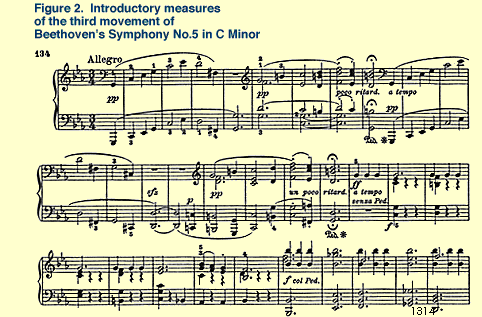 Figure 2. Introductory measures
of the third movement of
Beethoven's Symphony No.5 in C Minor
134
Allegro
pp
pp
poco ritard.
a tempo
pp
sfz
p
un poco ritard.
ff
a tempo
senza Ped.
f col Ped.
1314